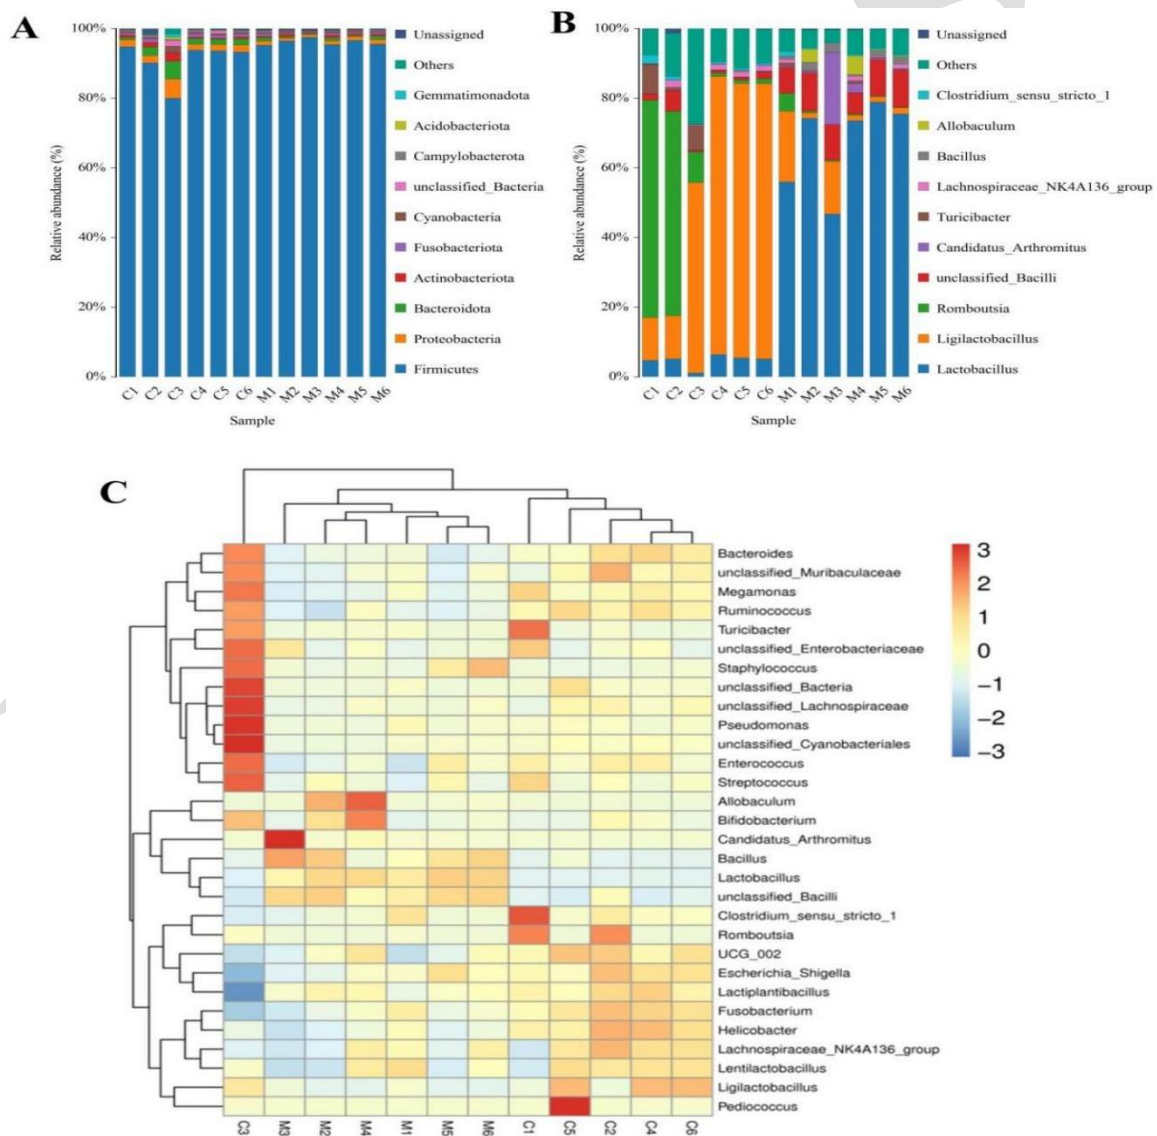 A
100%
80%
60%
40%
20%
0%
Relative abundance (%)
C1 C2 C3 C4 C5 C6 M1 M2 M3 M4 M5 M6
Sample
Unassigned
Others
Gemmatimonadota
Acidobacteriota
Campylobacterota
unclassified_Bacteria
Cyanobacteria
Fusobacteriota
Actinobacteriota
Bacteroidota
Proteobacteria
Firmicutes
B
100%
80%
60%
40%
20%
0%
Relative abundance (%)
C1 C2 C3 C4 C5 C6 M1 M2 M3 M4 M5 M6
Sample
Unassigned
Others
Clostridium_sensu_stricto_1
Allobaculum
Bacillus
Lachnospiraceae_NK4A136_group
Turicibacter
Candidatus_Arthromitus
unclassified_Bacilli
Romboutsia
Ligilactobacillus
Lactobacillus
C
Bacteroides
unclassified_Muribaculaceae
Megamonas
Ruminococcus
Turicibacter
unclassified_Enterobacteriaceae
Staphylococcus
unclassified_Bacteria
unclassified_Lachnospiraceae
Pseudomonas
unclassified_Cyanobacteriales
Enterococcus
Streptococcus
Allobaculum
Bifidobacterium
Candidatus_Arthromitus
Bacillus
Lactobacillus
unclassified_Bacilli
Clostridium_sensu_stricto_1
Romboutsia
UCG_002
Escherichia_Shigella
Lactiplantibacillus
Fusobacterium
Helicobacter
Lachnospiraceae_NK4A136_group
Lentilactobacillus
Ligilactobacillus
Pediococcus
C3 M3 M2 M4 M1 M5 M6 C1 C5 C2 C4 C6
3
2
1
0
−1
−2
−3